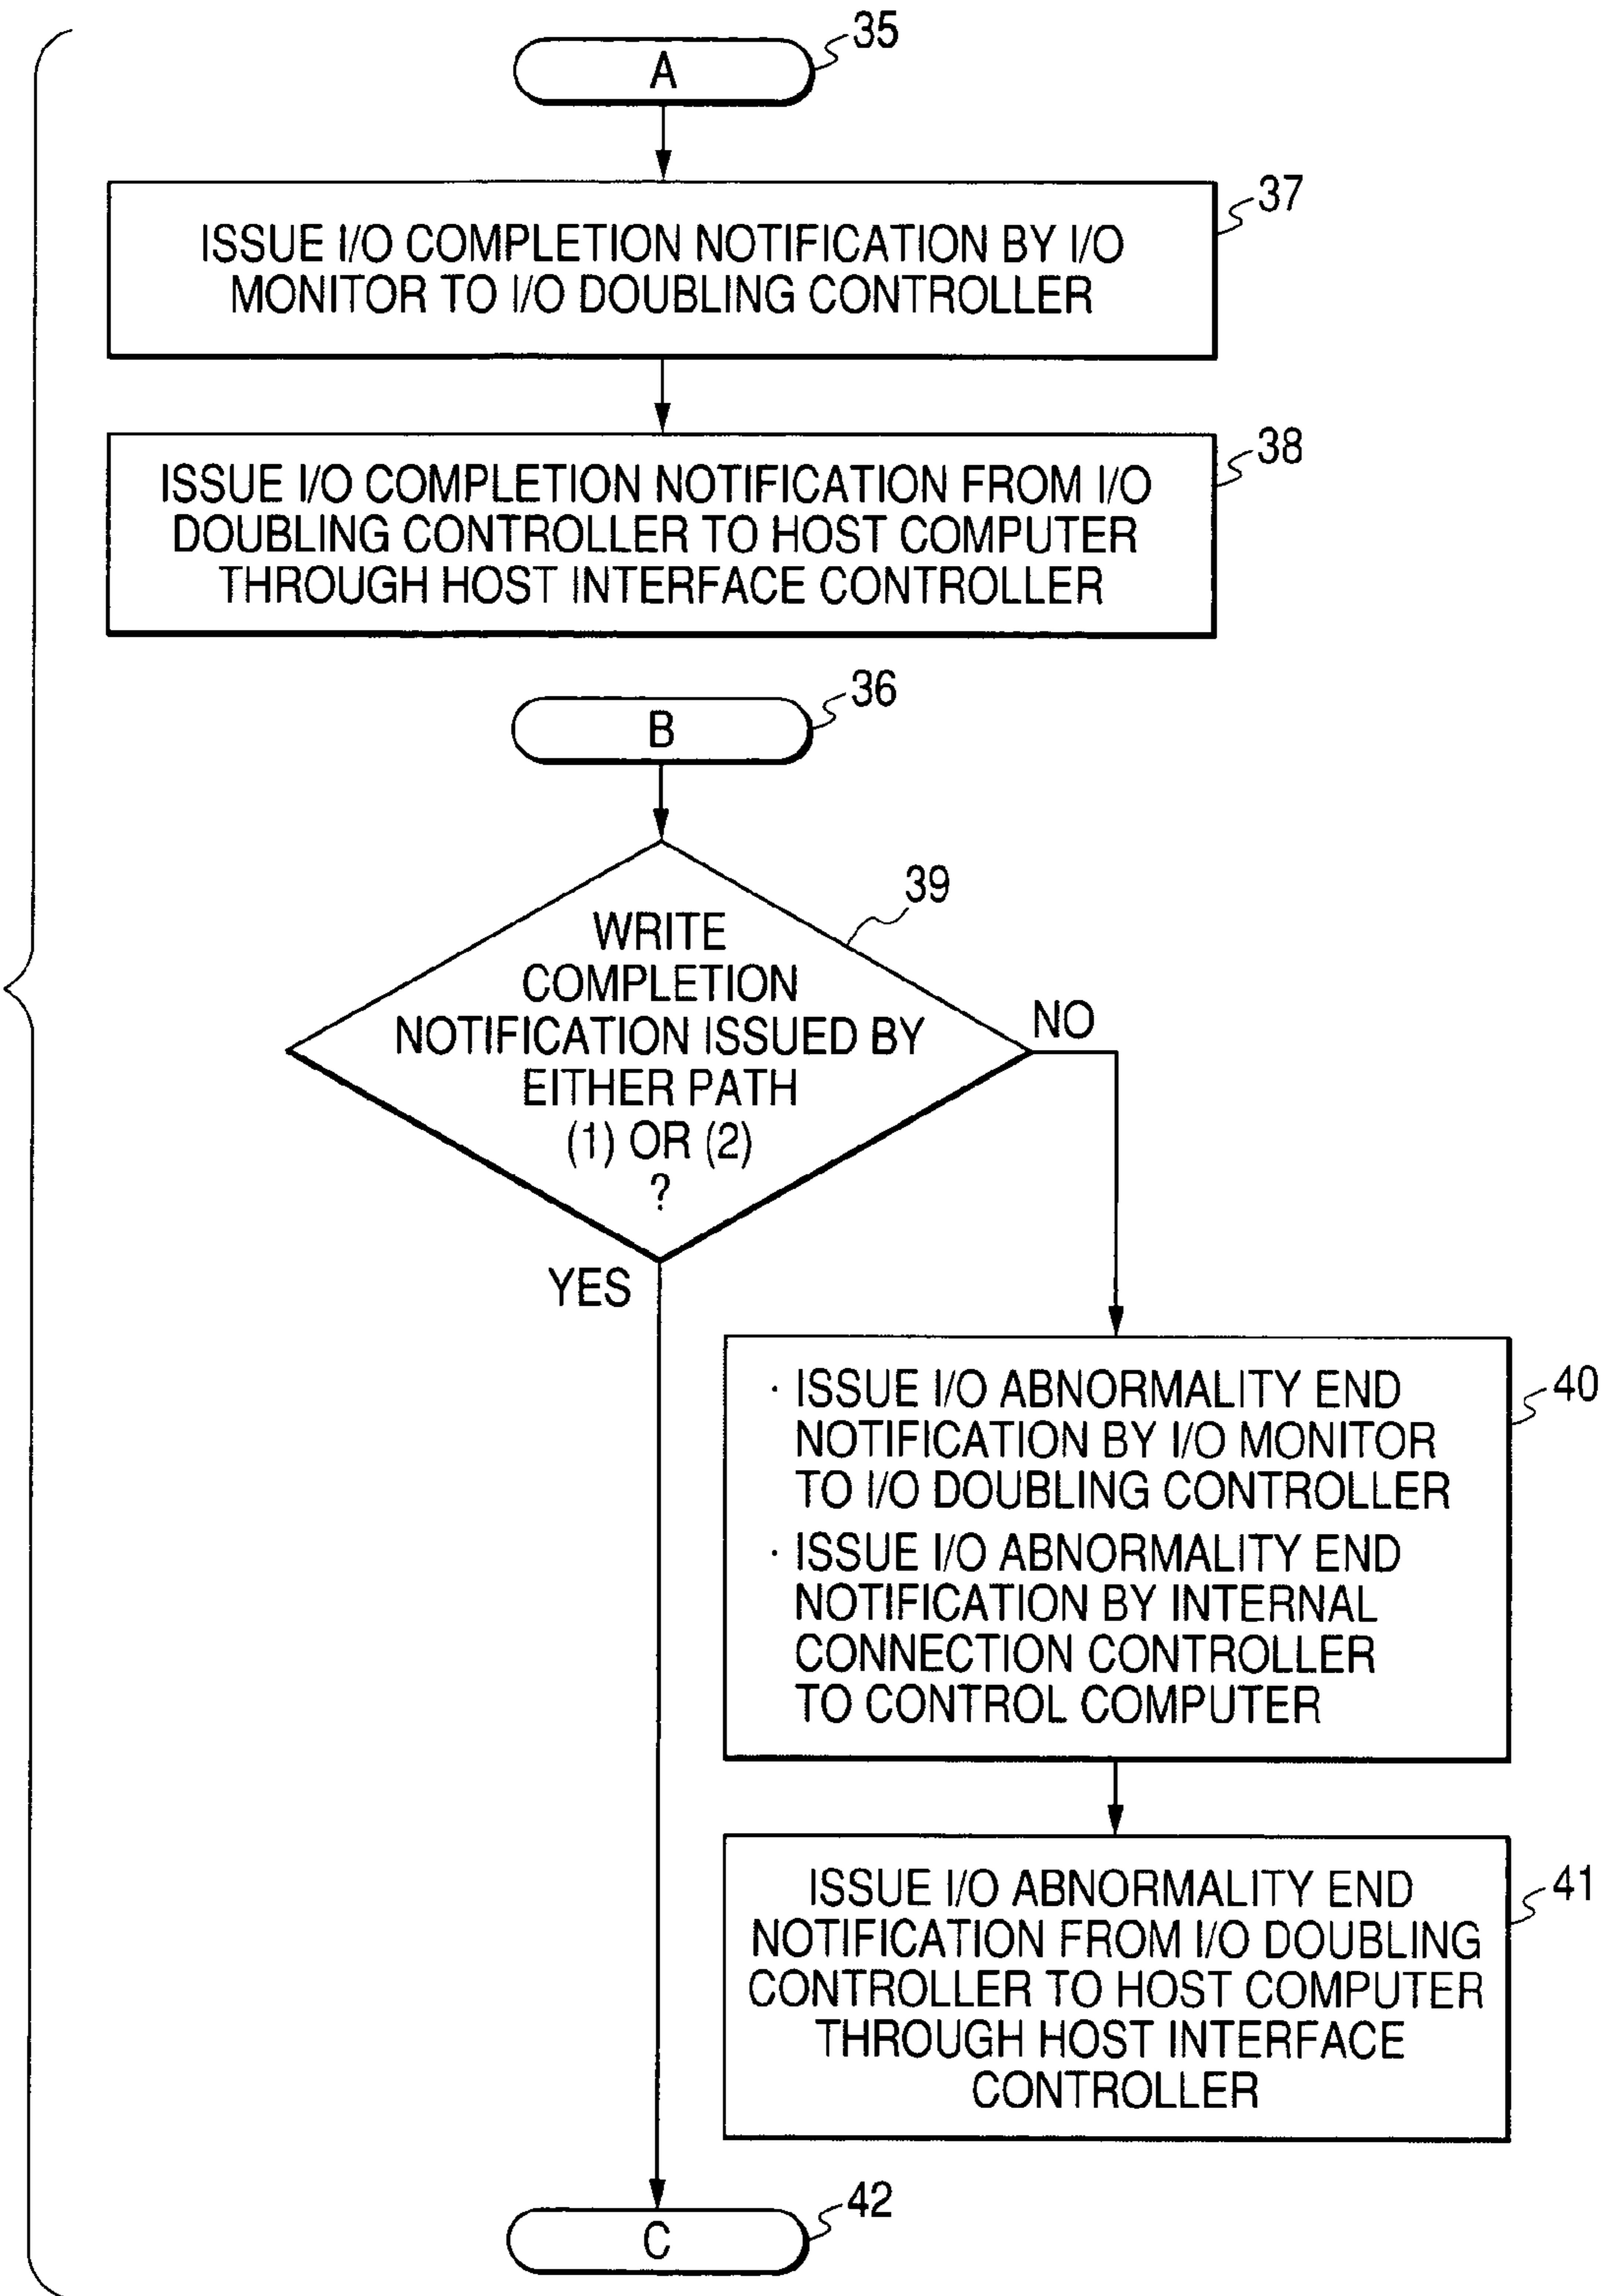 35
A
37
ISSUE I/O COMPLETION NOTIFICATION BY I/O
MONITOR TO I/O DOUBLING CONTROLLER
38
ISSUE I/O COMPLETION NOTIFICATION FROM I/O
DOUBLING CONTROLLER TO HOST COMPUTER
THROUGH HOST INTERFACE CONTROLLER
36
B
39
WRITE
COMPLETION
NOTIFICATION ISSUED BY
EITHER PATH
(1) OR (2)
?
NO
YES
40
· ISSUE I/O ABNORMALITY END
NOTIFICATION BY I/O MONITOR
TO I/O DOUBLING CONTROLLER
· ISSUE I/O ABNORMALITY END
NOTIFICATION BY INTERNAL
CONNECTION CONTROLLER
TO CONTROL COMPUTER
41
ISSUE I/O ABNORMALITY END
NOTIFICATION FROM I/O DOUBLING
CONTROLLER TO HOST COMPUTER
THROUGH HOST INTERFACE
CONTROLLER
42
C